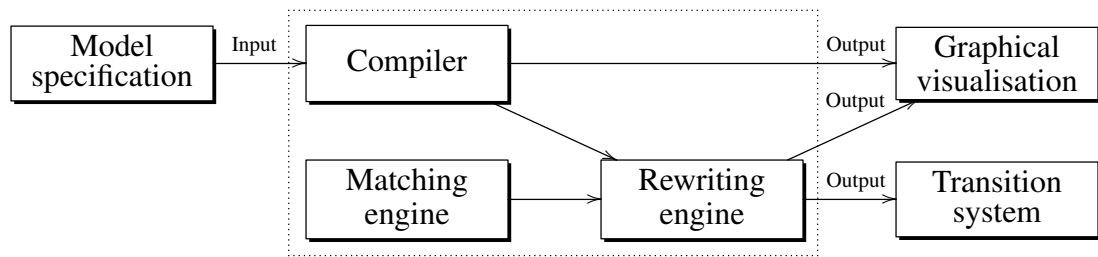 Model
specification
Input
Compiler
Output
Graphical
visualisation
Output
Matching
engine
Rewriting
engine
Output
Transition
system